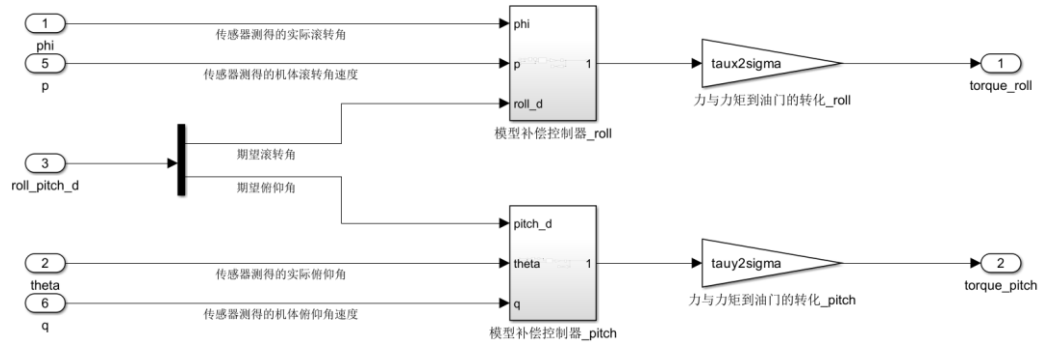 1
phi
传感器测得的实际滚转角
5
p
传感器测得的机体滚转角速度
phi
p
roll_d
1
模型补偿控制器_roll
taux2sigma
力与力矩到油门的转化_roll
1
torque_roll
3
roll_pitch_d
期望滚转角
期望俯仰角
2
theta
传感器测得的实际俯仰角
6
q
传感器测得的机体俯仰角速度
pitch_d
theta
q
1
模型补偿控制器_pitch
tauy2sigma
力与力矩到油门的转化_pitch
2
torque_pitch